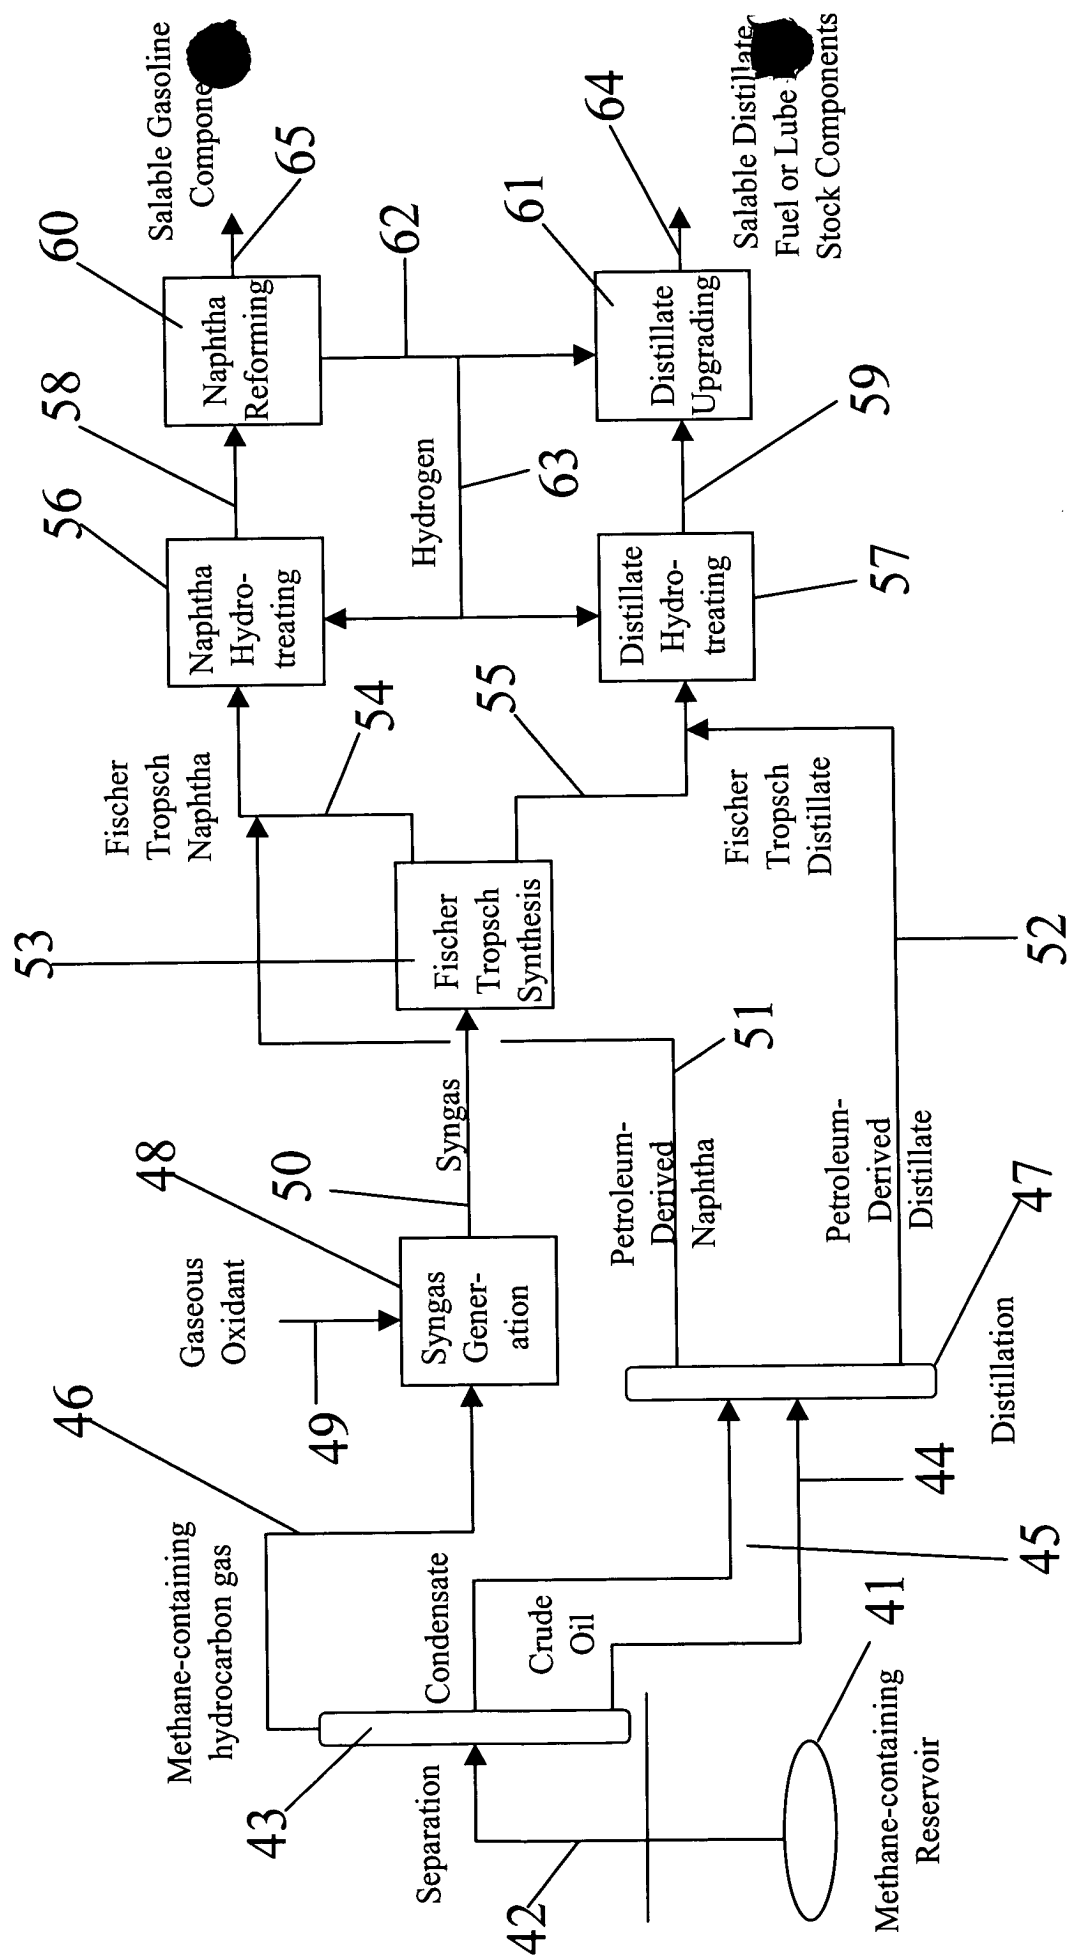 Methane-containing
Reservoir
41
42
Separation
43
Methane-containing
hydrocarbon gas
46
Condensate
Crude
Oil
45
44
Distillation
47
Gaseous
Oxidant
49
48
Syngas
Gener-
ation
50
Syngas
Petroleum-
Derived
Naphtha
51
Petroleum-
Derived
Distillate
52
53
Fischer
Tropsch
Synthesis
Fischer
Tropsch
Naphtha
54
55
Fischer
Tropsch
Distillate
56
Naphtha
Hydro-
treating
58
Hydrogen
63
Distillate
Hydro-
treating
57
59
60
Naphtha
Reforming
65
62
61
Distillate
Upgrading
64
Salable Gasoline
Salable Distillate
Fuel or Lube
Stock Components